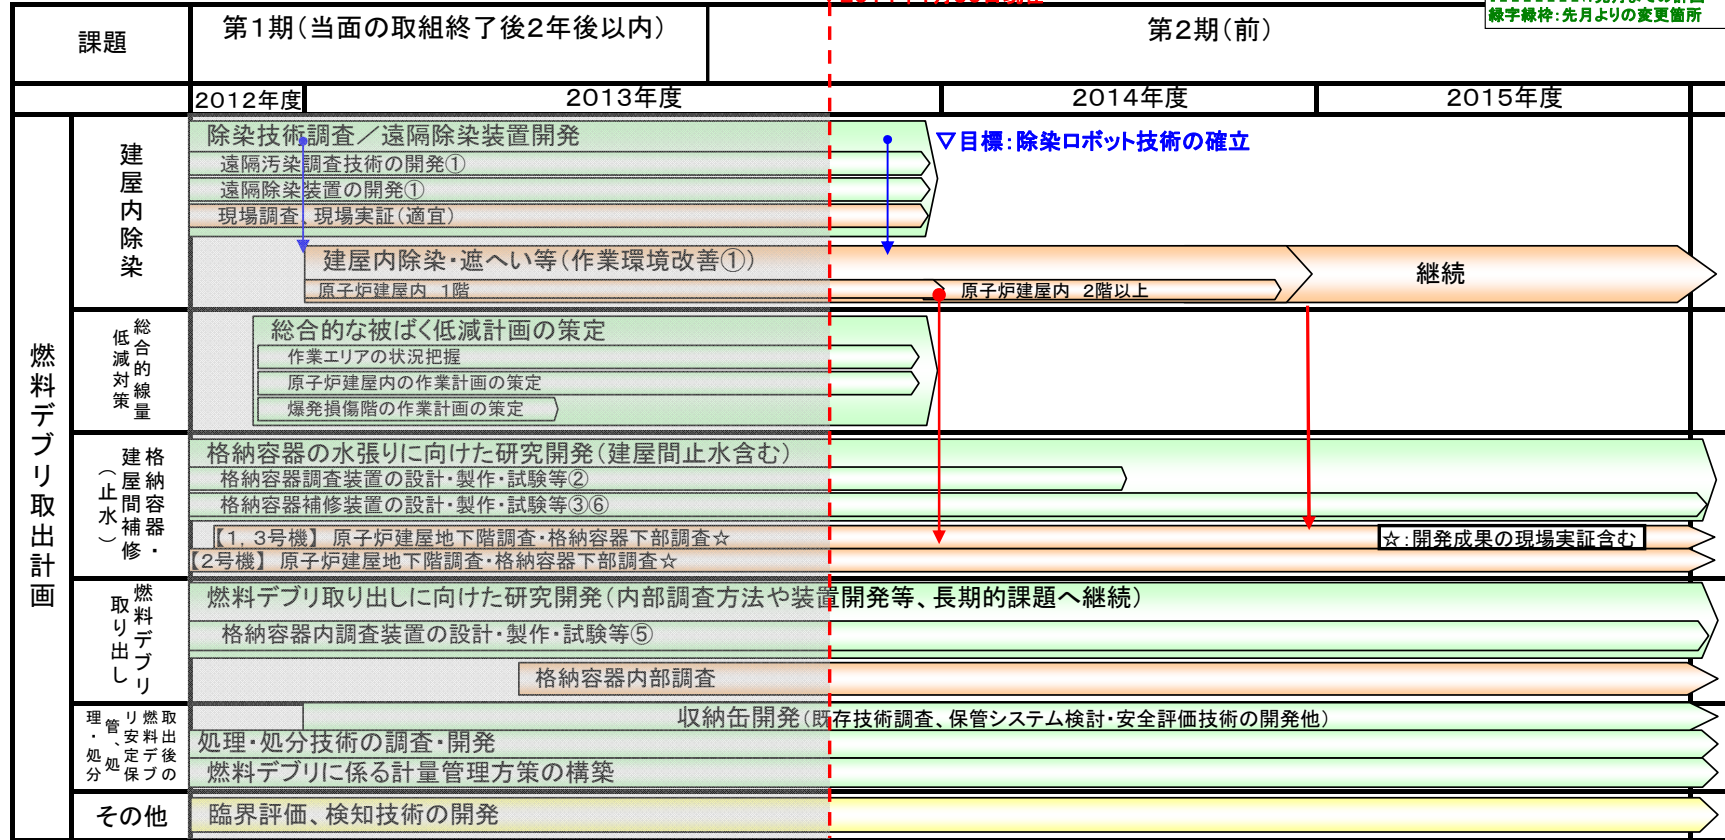 課題
第1期(当面の取組終了後2年後以内)
第2期(前)
緑字緑枠:先月よりの変更箇所
2012年度
2013年度
2014年度
2015年度
燃料デブリ取出計画
建屋内除染
除染技術調査/遠隔除染装置開発
▽目標:除染ロボット技術の確立
遠隔汚染調査技術の開発①
遠隔除染装置の開発①
現場調査、現場実証(適宜)
建屋内除染・遮へい等(作業環境改善①)
継続
原子炉建屋内 1階
原子炉建屋内 2階以上
総合的線量低減対策
総合的な被ばく低減計画の策定
作業エリアの状況把握
原子炉建屋内の作業計画の策定
爆発損傷階の作業計画の策定
格納容器・建屋間補修(止水)
格納容器の水張りに向けた研究開発(建屋間止水含む)
格納容器調査装置の設計・製作・試験等②
格納容器補修装置の設計・製作・試験等③⑥
【1,3号機】原子炉建屋地下階調査・格納容器下部調査☆
☆:開発成果の現場実証含む
【2号機】原子炉建屋地下階調査・格納容器下部調査☆
燃料デブリ取り出し
燃料デブリ取り出しに向けた研究開発(内部調査方法や装置開発等、長期的課題へ継続)
格納容器内調査装置の設計・製作・試験等⑤
格納容器内部調査
取出後の燃料デブリ安定保管、処理・処分
収納缶開発(既存技術調査、保管システム検討・安全評価技術の開発他)
処理・処分技術の調査・開発
燃料デブリに係る計量管理方策の構築
その他
臨界評価、検知技術の開発